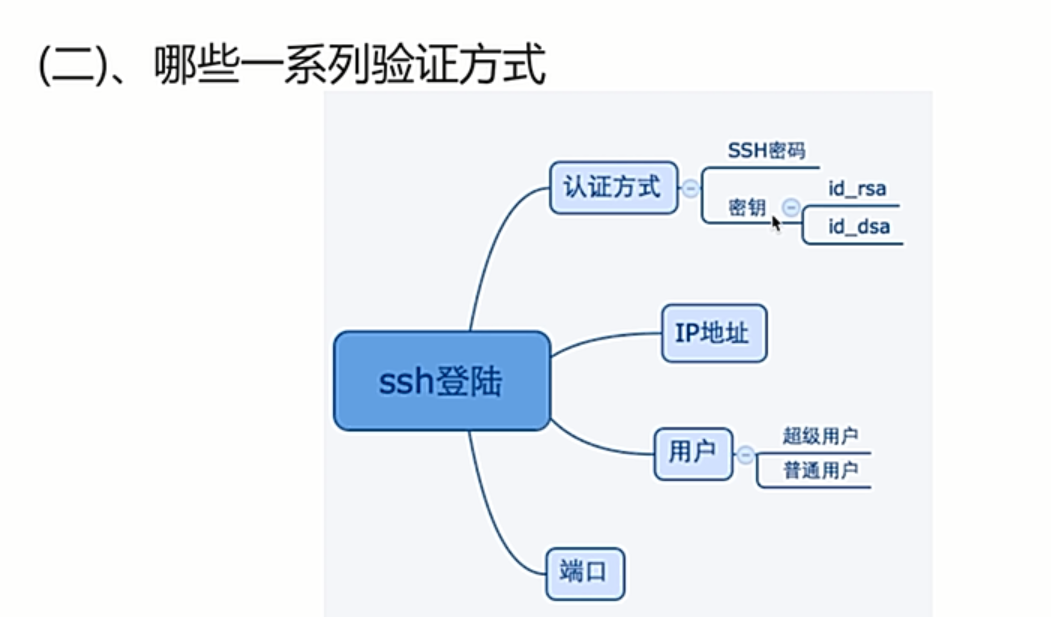 (二)、哪些一系列验证方式
SSH密码
认证方式
id_rsa
密钥
id_dsa
IP地址
ssh登陆
超级用户
用户
普通用户
端口